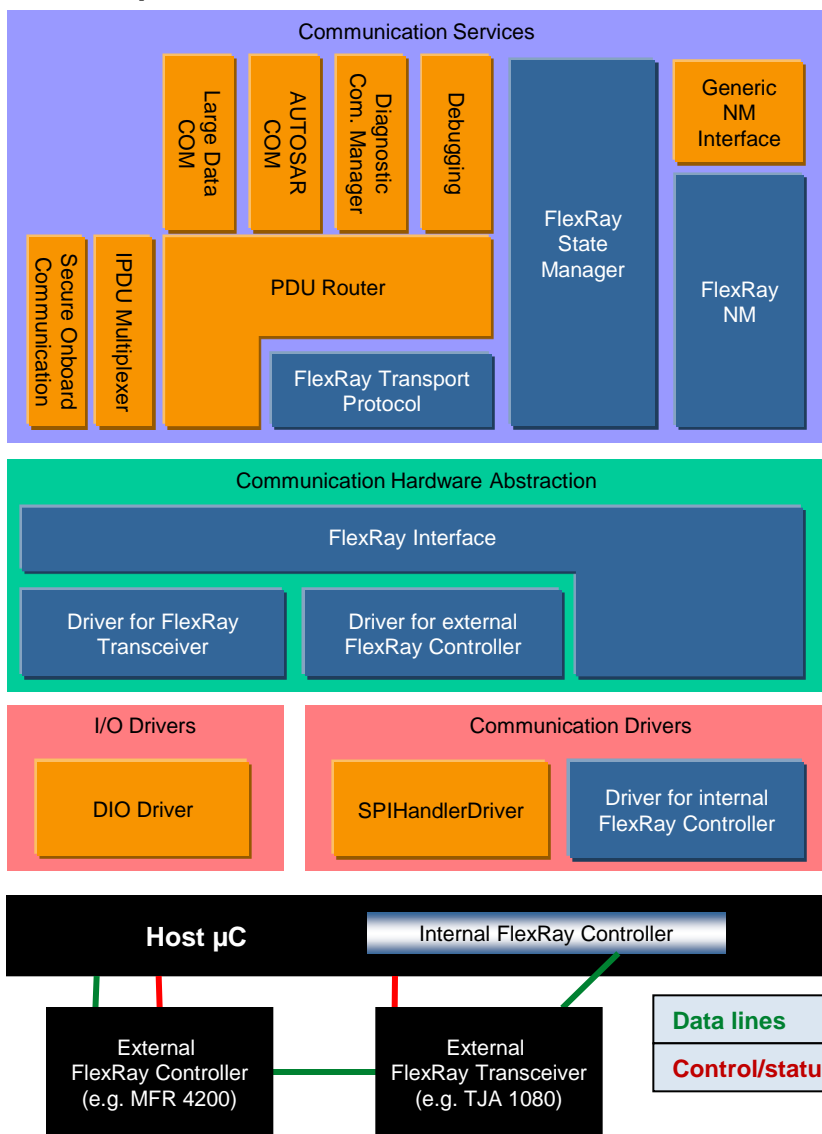 Communication Services
Large Data
COM
AUTOSAR
COM
Diagnostic
Com. Manager
Debugging
FlexRay
State
Manager
Generic
NM
Interface
Secure Onboard
Communication
IPDU Multiplexer
PDU Router
FlexRay
NM
FlexRay Transport
Protocol
Communication Hardware Abstraction
FlexRay Interface
Driver for FlexRay
Transceiver
Driver for external
FlexRay Controller
I/O Drivers
Communication Drivers
DIO Driver
SPIHandlerDriver
Driver for internal
FlexRay Controller
Host µC
Internal FlexRay Controller
External
FlexRay Controller
(e.g. MFR 4200)
External
FlexRay Transceiver
(e.g. TJA 1080)
Data lines
Control/statu